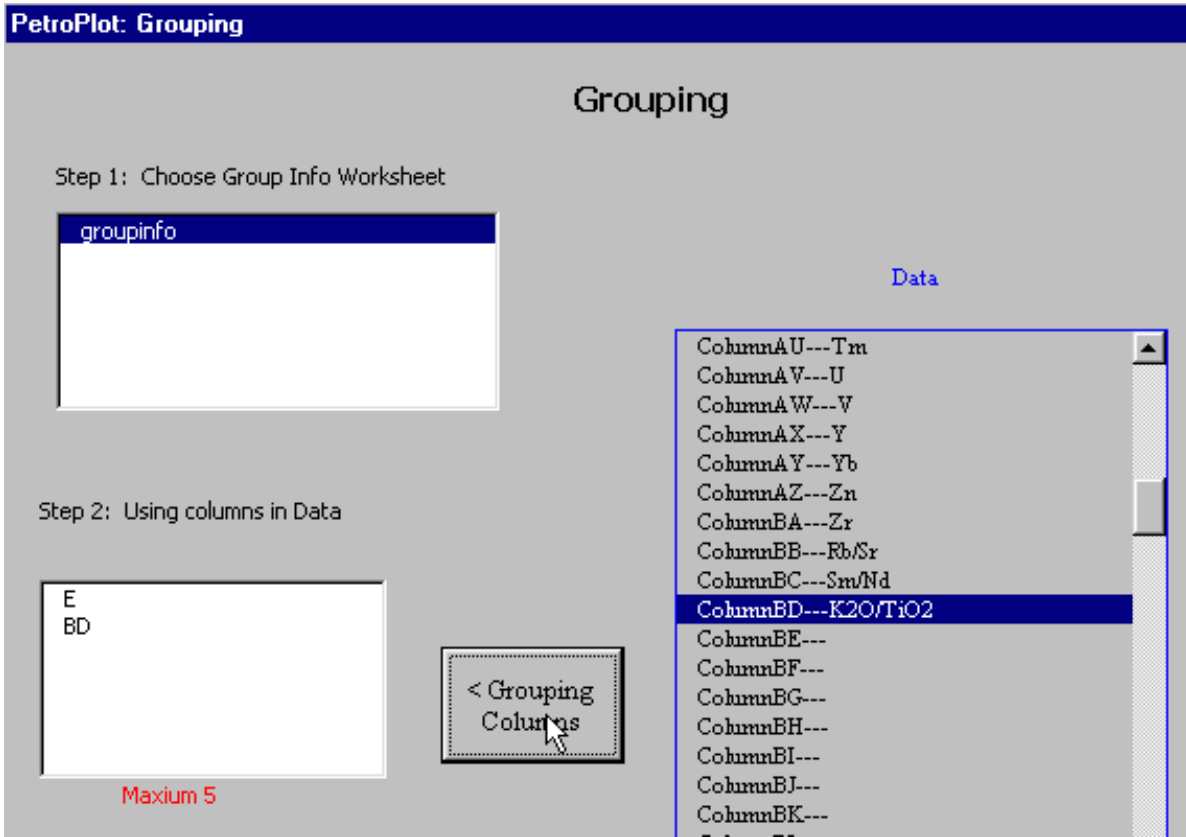 PetroPlot: Grouping
Grouping
Step 1: Choose Group Info Worksheet
groupinfo
Data
ColumnAU---Tm
ColumnAV---U
ColumnAW---V
ColumnAX---Y
ColumnAY---Yb
ColumnAZ---Zn
ColumnBA---Zr
ColumnBB---Rb/Sr
ColumnBC---Sm/Nd
ColumnBD---K2O/TiO2
ColumnBE---
ColumnBF---
ColumnBG---
ColumnBH---
ColumnBI---
ColumnBJ---
ColumnBK---
Step 2: Using columns in Data
E
BD
< Grouping
Columns
Maxium 5